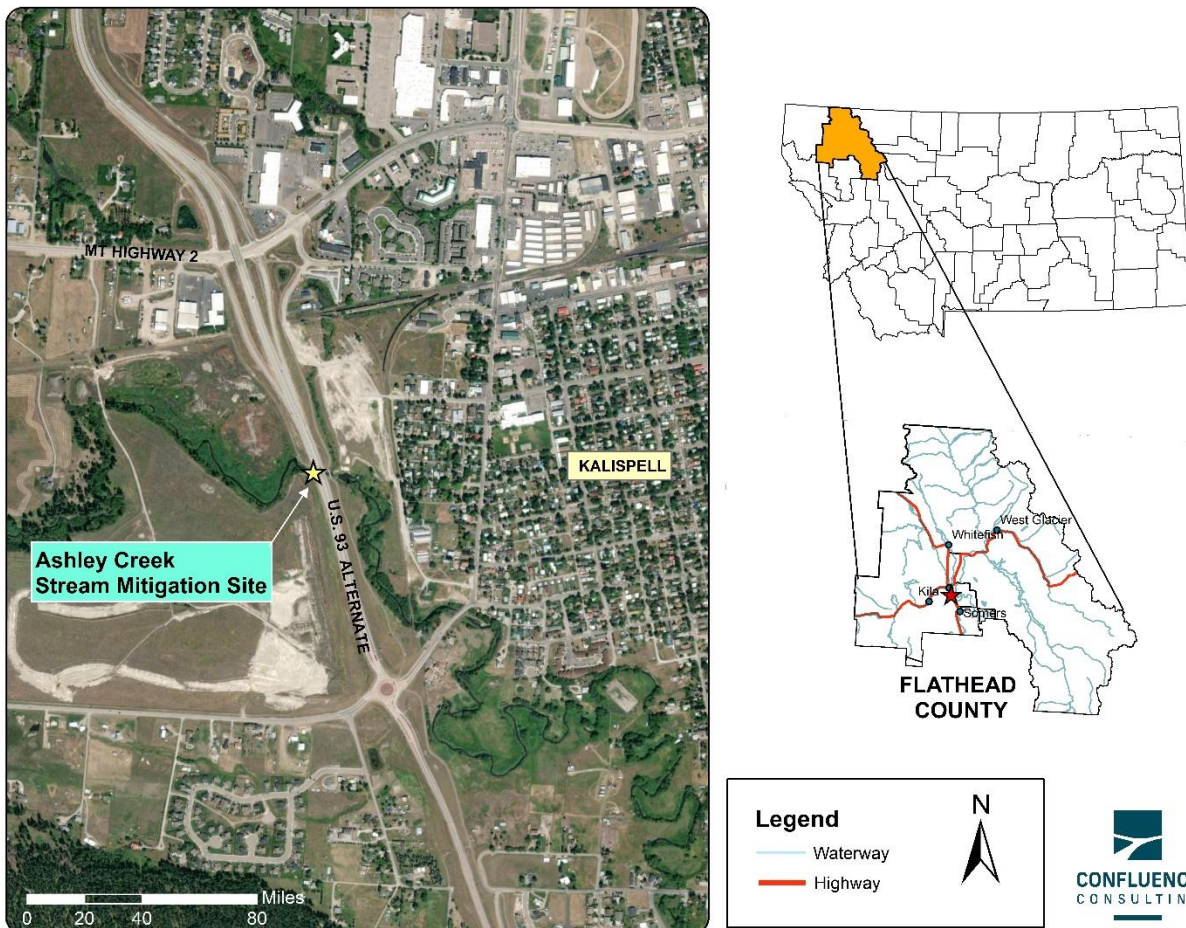 MT HIGHWAY 2
KALISPELL
Ashley Creek
Stream Mitigation Site
U.S. 93 ALTERNATE
Miles
0 20 40 80
West Glacier
Whitefish
Kila
Somers
FLATHEAD
COUNTY
Legend
Waterway
Highway
N
CONFLUENC
CONSULTIN